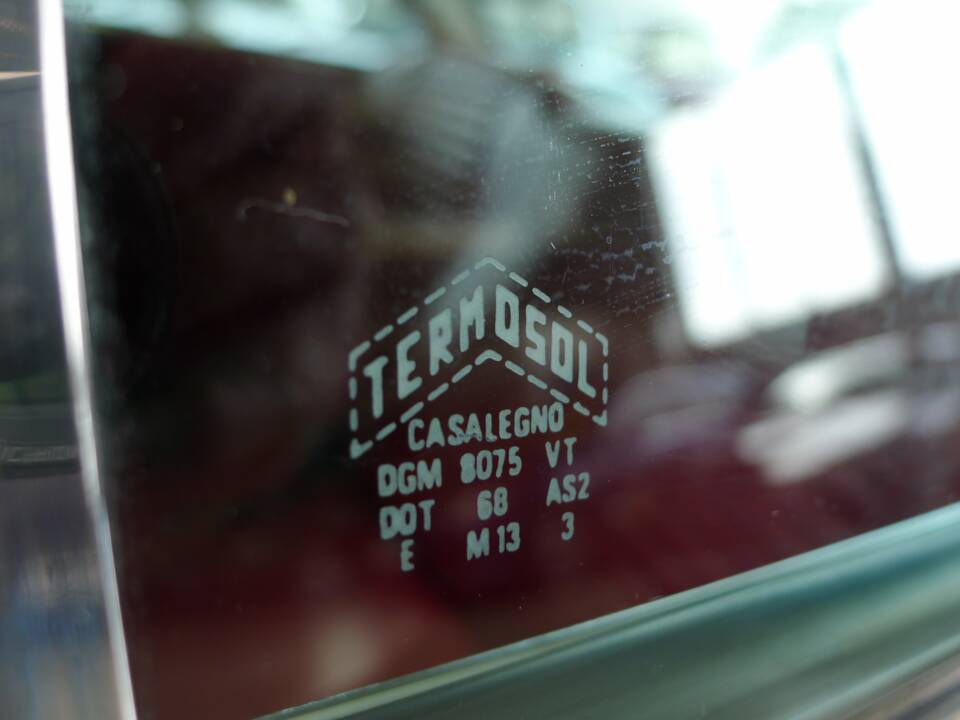 TERMOSOL
CASALEGNO
DGM 8075 VT
DOT 68 AS2
E M13 3